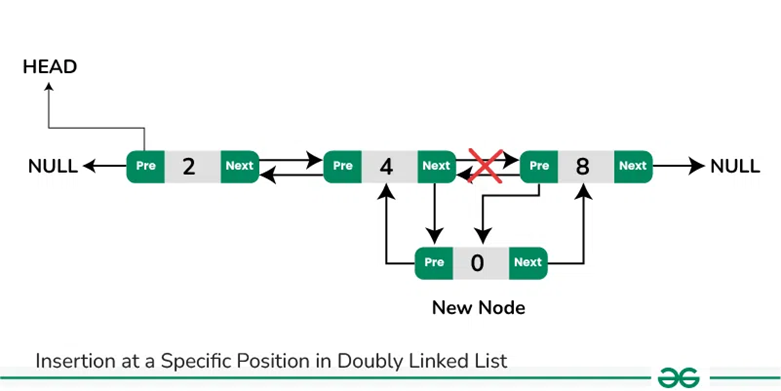 HEAD
NULL Pre 2 Next Pre 4 Next Pre 8 Next NULL
Pre 0 Next
New Node
Insertion at a Specific Position in Doubly Linked List